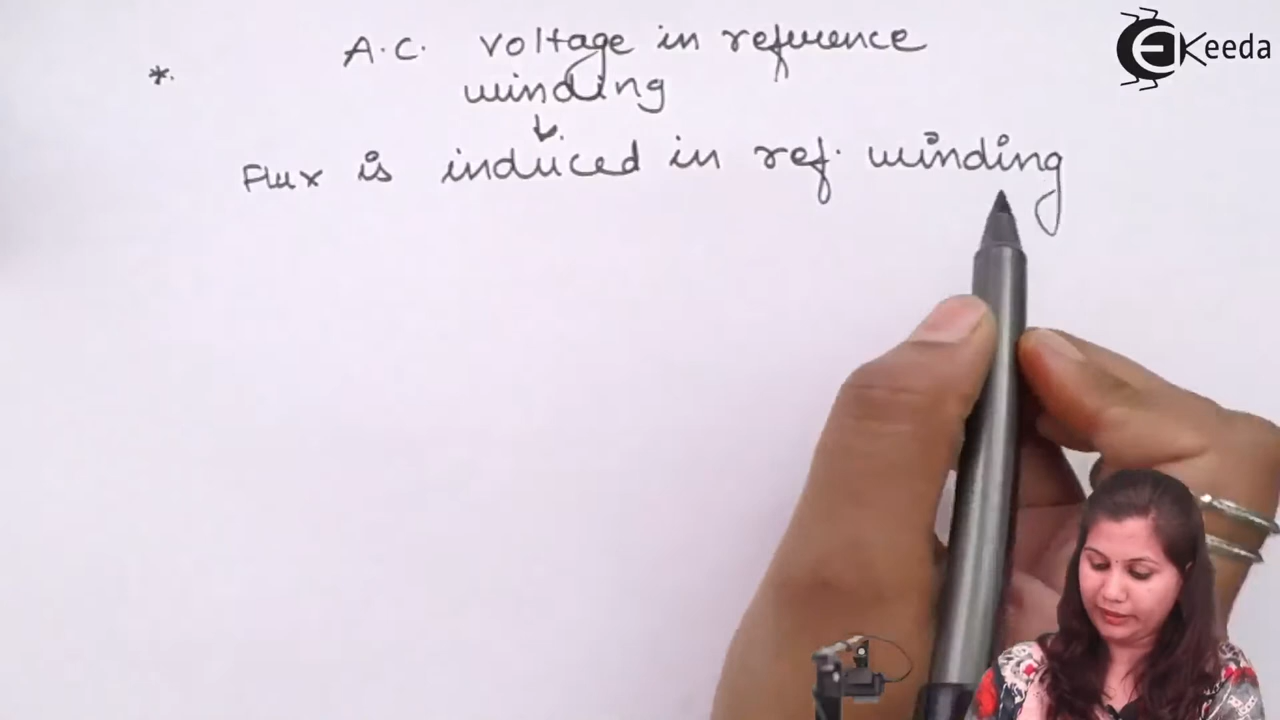 A.C. voltage in reference
*.
winding
Flux is induced in ref. winding
EKeeda